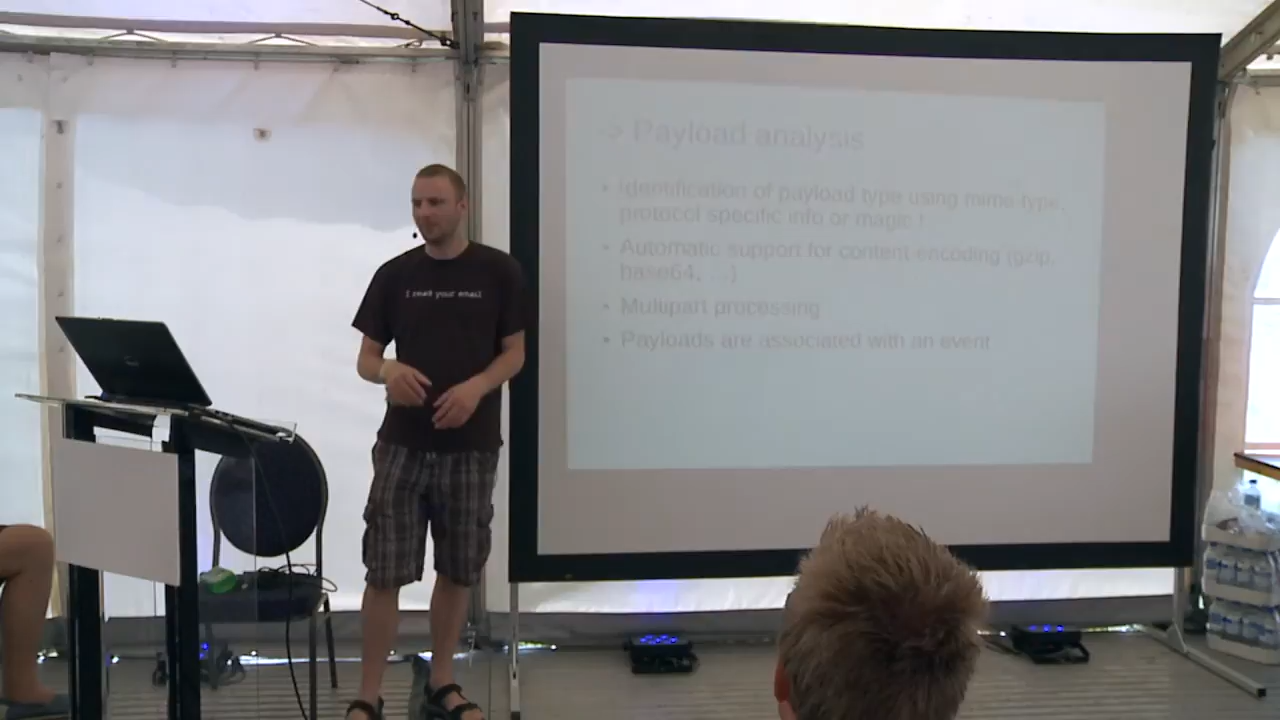 -> Payload analysis
• Identification of payload type using mime-type,
protocol specific info or magic !
• Automatic support for content-encoding (gzip,
base64, ...)
• Multipart processing
• Payloads are associated with an event
I read your email